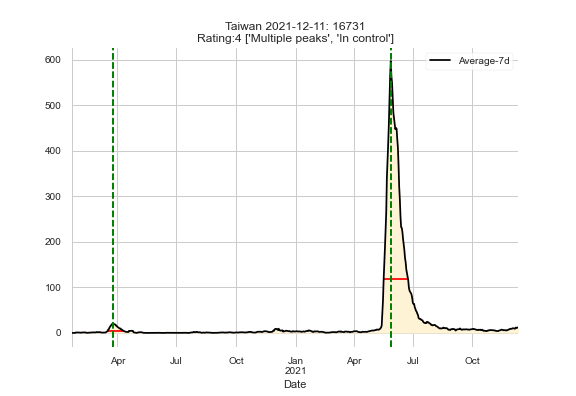 Taiwan 2021-12-11: 16731
Rating:4 ['Multiple peaks', 'In control']
Average-7d
600
500
400
300
200
100
0
Apr
Jul
Oct
Jan
2021
Apr
Jul
Oct
Date